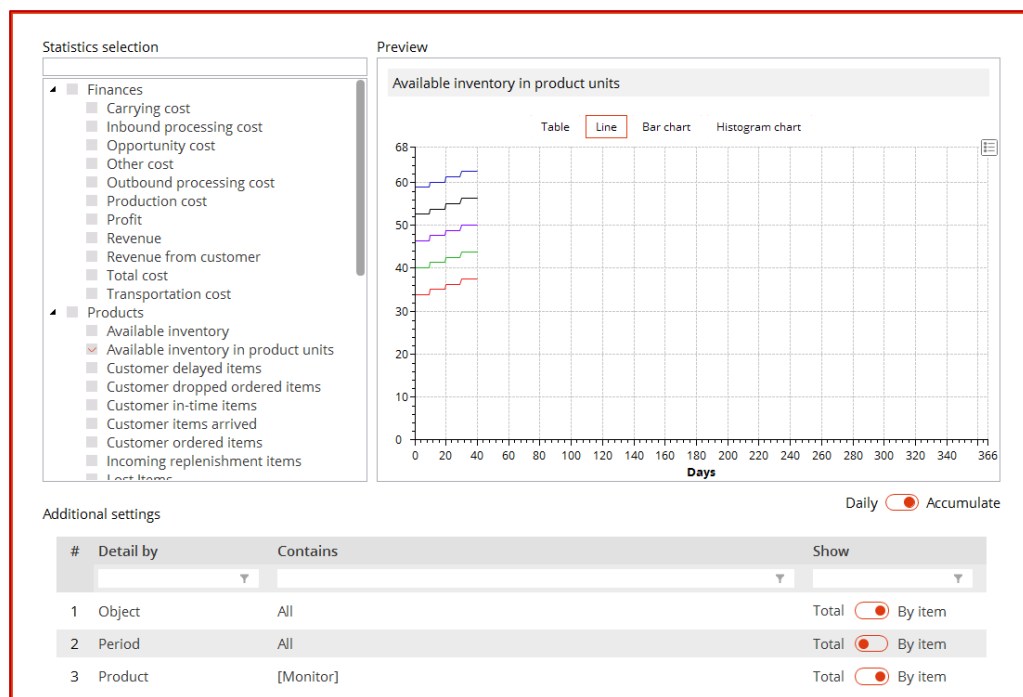 Statistics selection
Finances
Carrying cost
Inbound processing cost
Opportunity cost
Other cost
Outbound processing cost
Production cost
Profit
Revenue
Revenue from customer
Total cost
Transportation cost
Products
Available inventory
Available inventory in product units
Customer delayed items
Customer dropped ordered items
Customer in-time items
Customer items arrived
Customer ordered items
Incoming replenishment items
Lost Items
Preview
Available inventory in product units
Table Line Bar chart Histogram chart
68
60
50
40
30
20
10
0
0 20 40 60 80 100 120 140 160 180 200 220 240 260 280 300 320 340 366
Days
Daily Accumulate
Additional settings
# Detail by Contains Show
1 Object All Total By item
2 Period All Total By item
3 Product [Monitor] Total By item